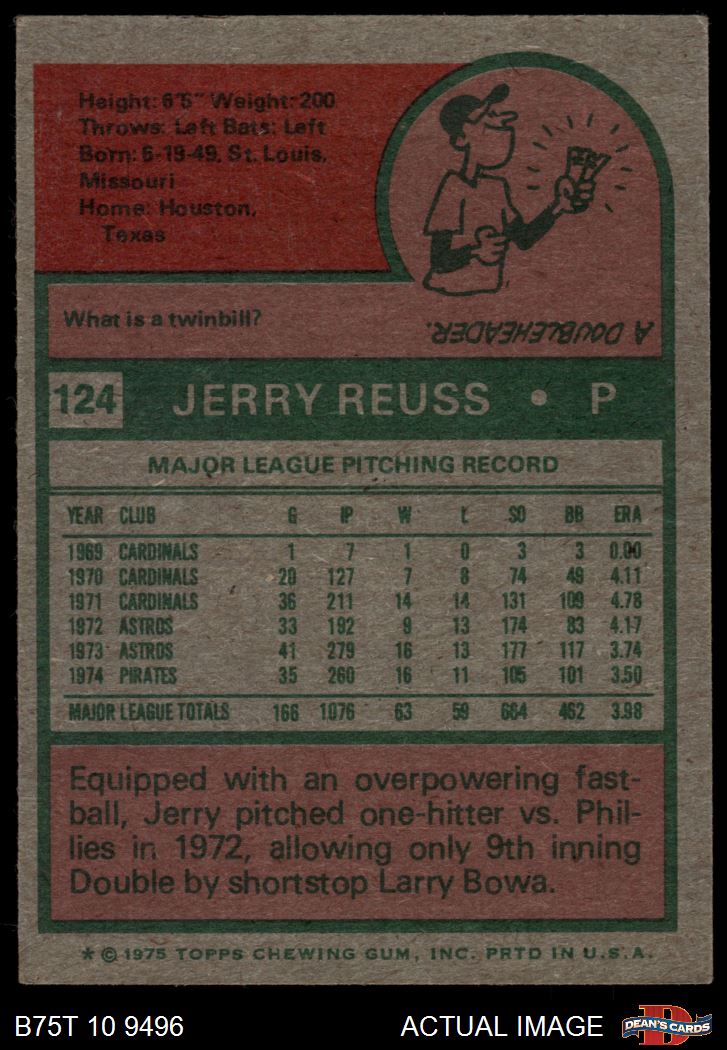 Height: 6'5" Weight: 200
Throws: Left Bats: Left
Born: 6-19-49, St. Louis,
Missouri
Home: Houston,
Texas
What is a twinbill?
A DOUBLEHEADER.
124 JERRY REUSS • P
MAJOR LEAGUE PITCHING RECORD
YEAR CLUB G IP W L SO BB ERA
1969 CARDINALS 1 7 1 0 3 3 0.00
1970 CARDINALS 20 127 7 8 74 49 4.11
1971 CARDINALS 36 211 14 14 131 109 4.78
1972 ASTROS 33 192 9 13 174 83 4.17
1973 ASTROS 41 279 16 13 177 117 3.74
1974 PIRATES 35 260 16 11 105 101 3.50
MAJOR LEAGUE TOTALS 166 1076 63 59 664 462 3.98
Equipped with an overpowering fast-
ball, Jerry pitched one-hitter vs. Phil-
lies in 1972, allowing only 9th inning
Double by shortstop Larry Bowa.
* © 1975 TOPPS CHEWING GUM, INC. PRTD IN U.S.A.
B75T 10 9496 ACTUAL IMAGE
D
DEAN'S CARDS